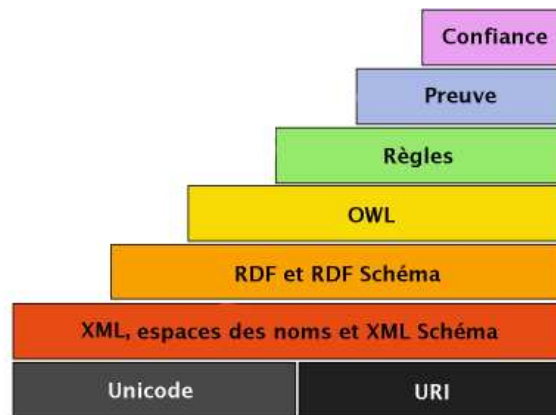 Confiance
Preuve
Règles
OWL
RDF et RDF Schéma
XML, espaces des noms et XML Schéma
Unicode
URI